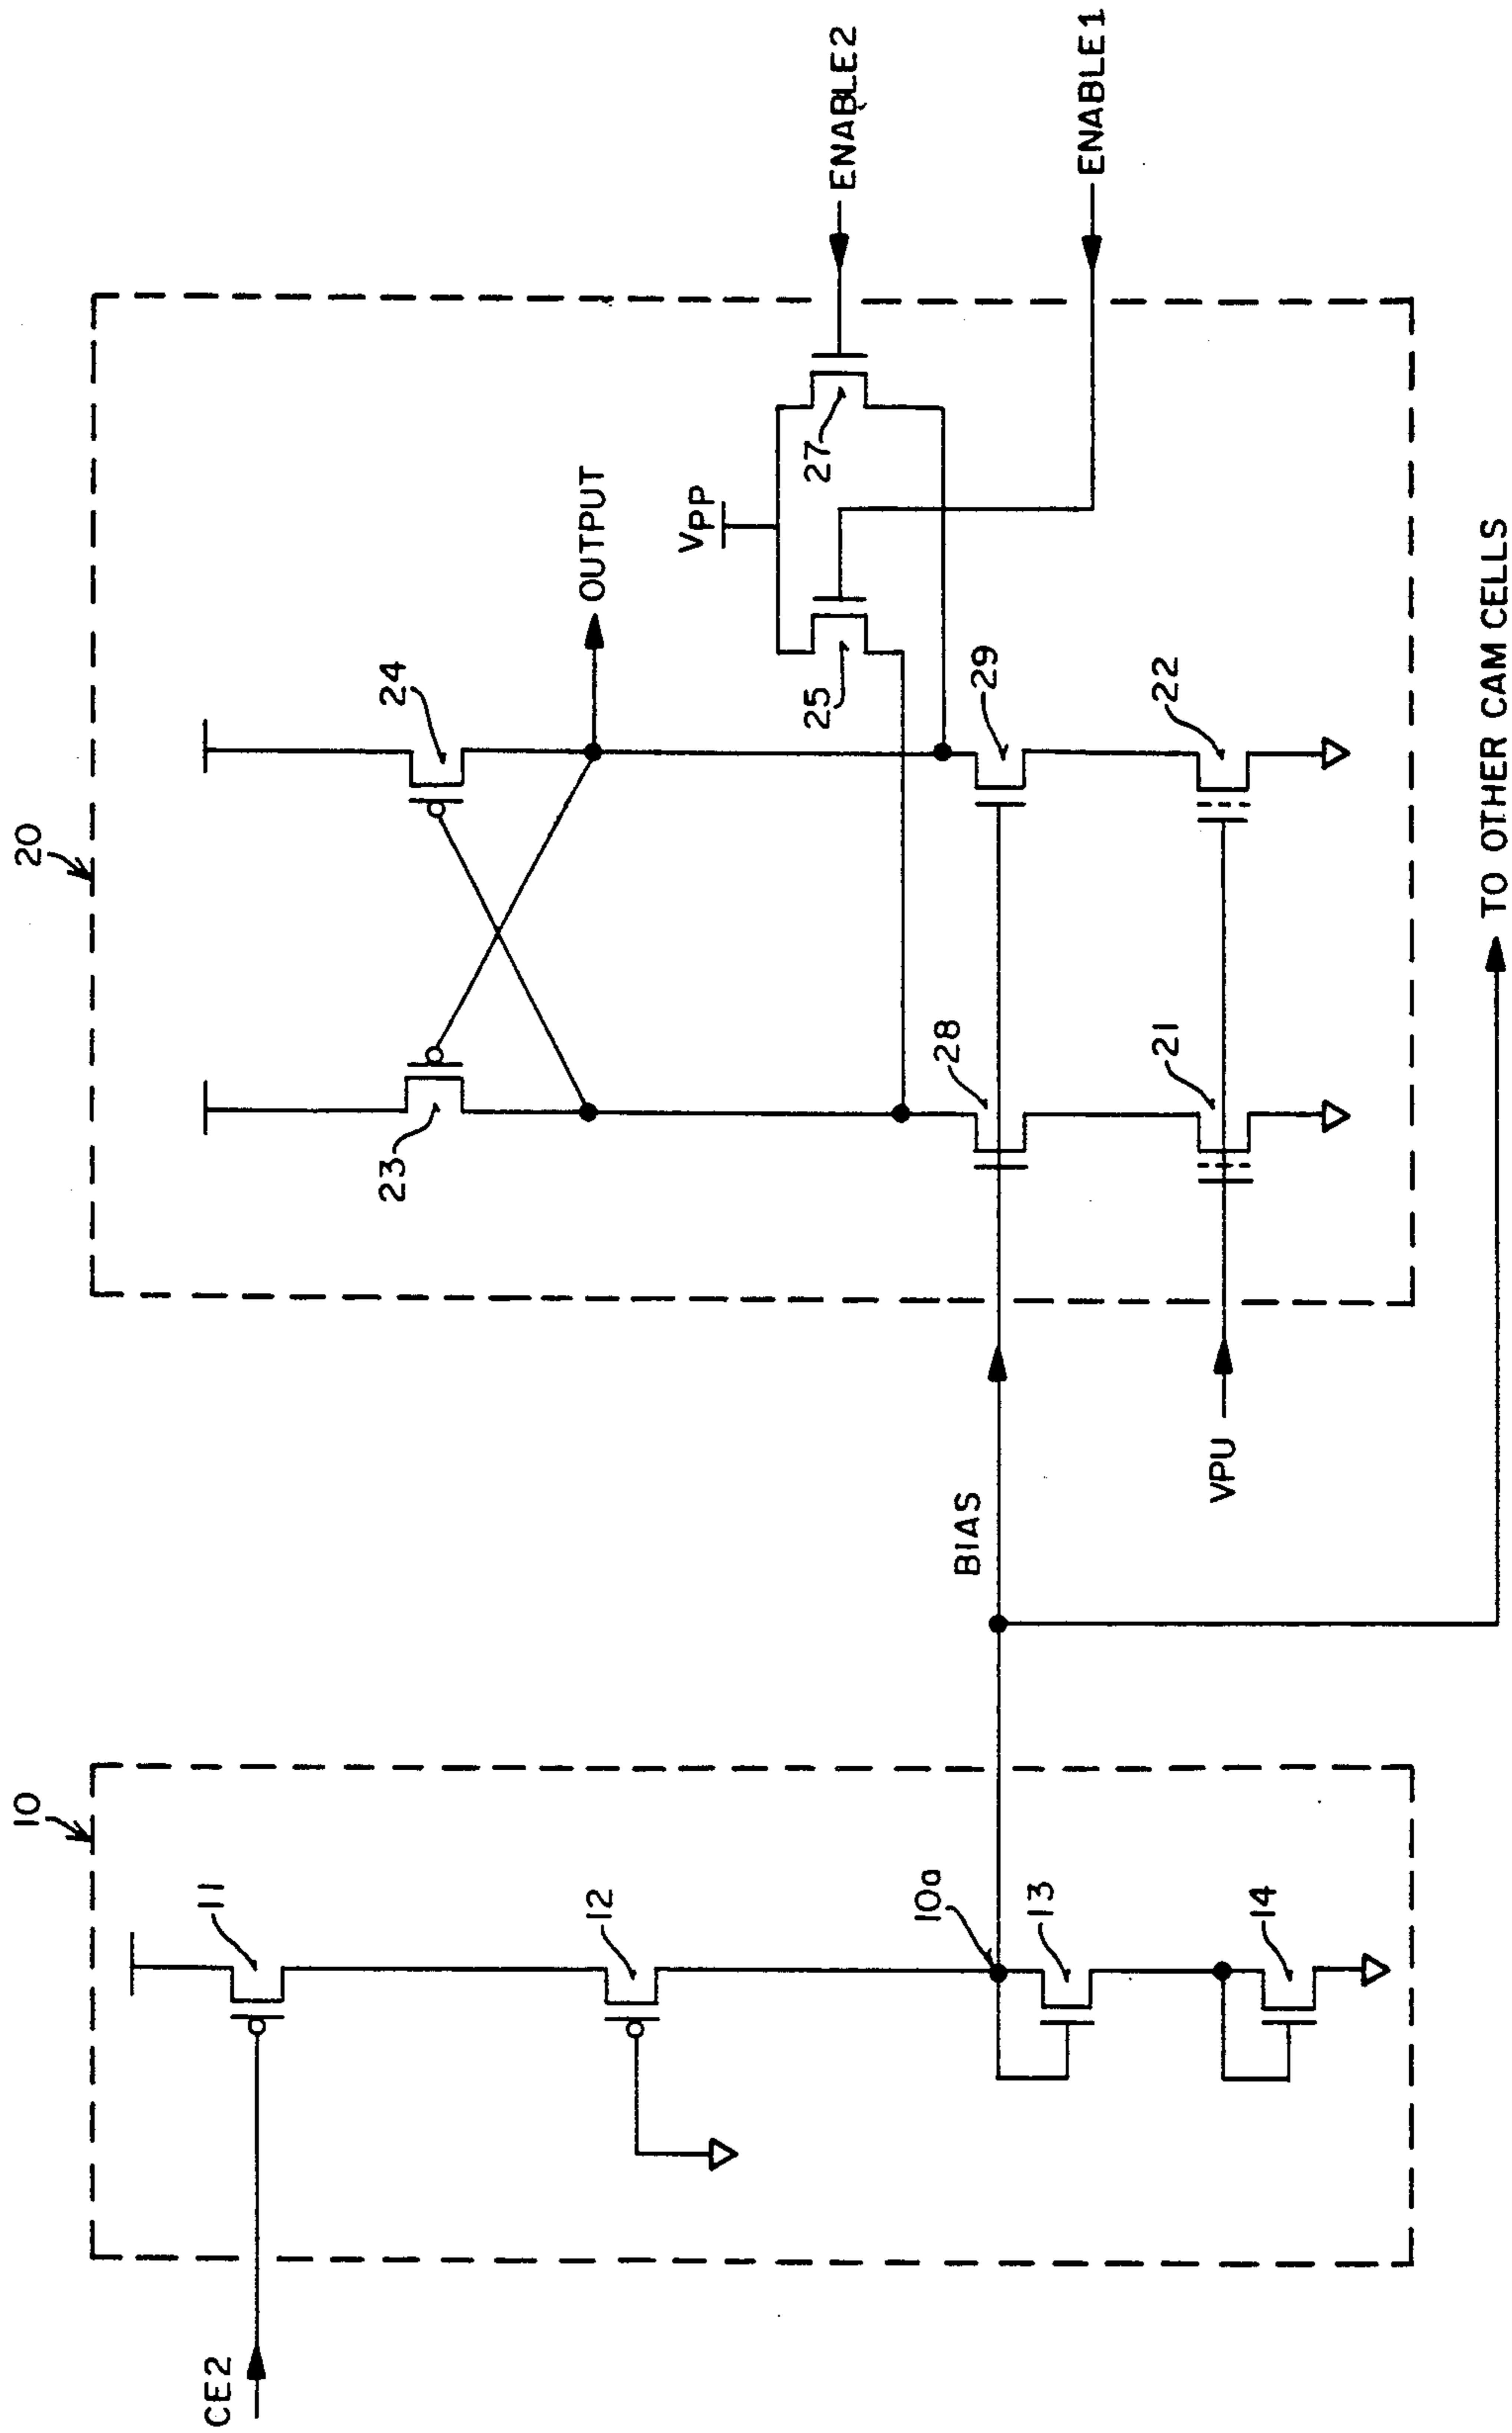 10
20
CE2
11
12
10a
13
14
BIAS
VPU
23
24
OUTPUT
VPP
25
27
ENABLE2
ENABLE1
28
29
21
22
TO OTHER CAM CELLS